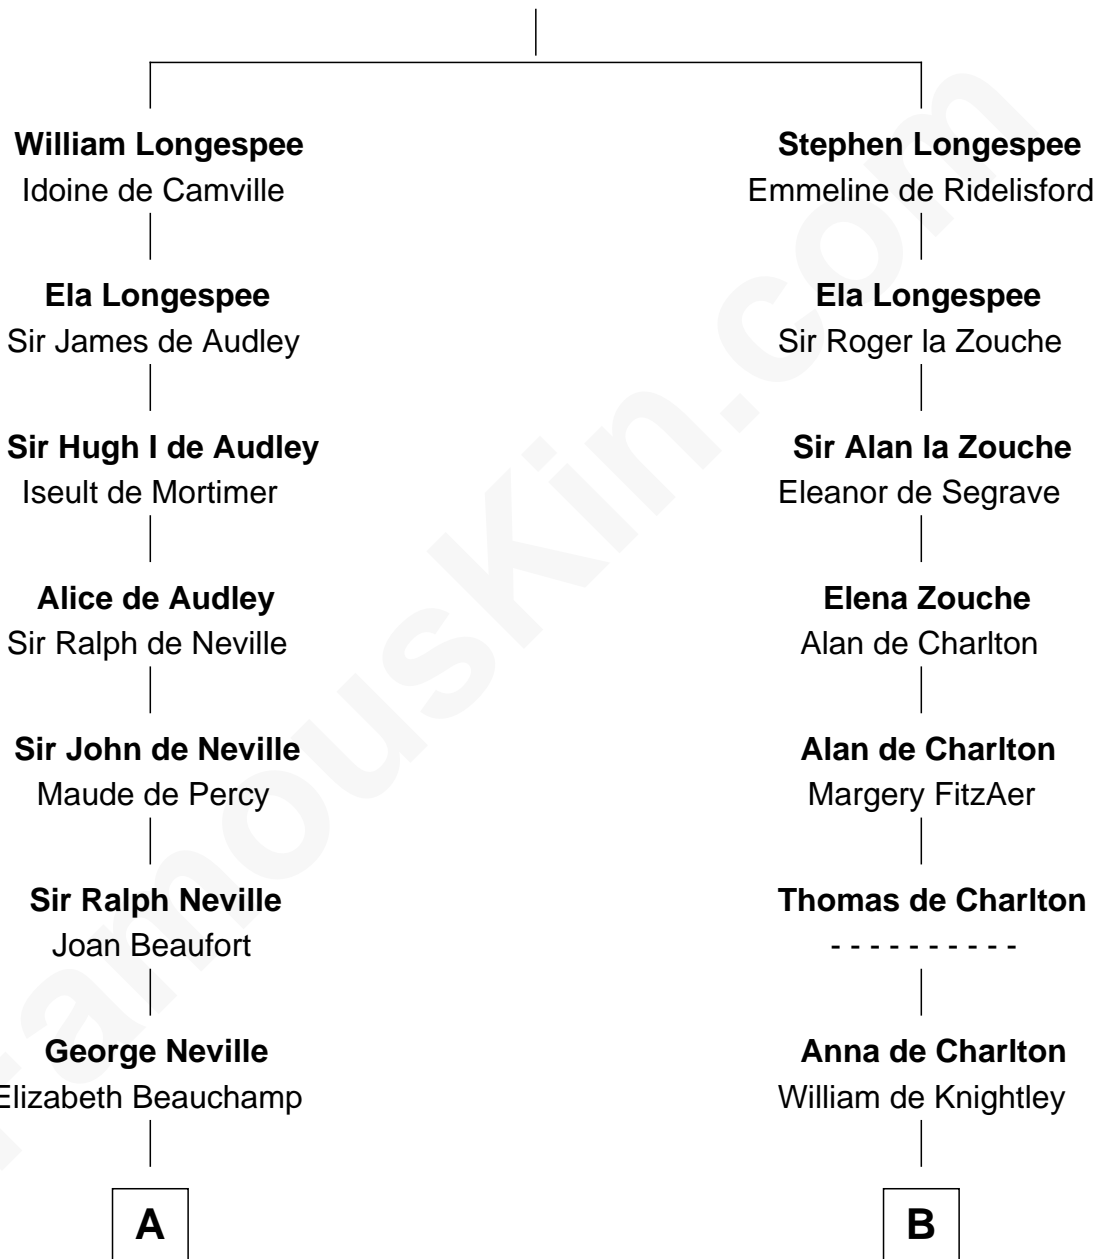 William Longespee
Idoine de Camville
Ela Longespee
Sir James de Audley
Sir Hugh I de Audley
Iseult de Mortimer
Alice de Audley
Sir Ralph de Neville
Sir John de Neville
Maude de Percy
Sir Ralph Neville
Joan Beaufort
George Neville
Elizabeth Beauchamp
A
Stephen Longespee
Emmeline de Ridelisford
Ela Longespee
Sir Roger la Zouche
Sir Alan la Zouche
Eleanor de Segrave
Elena Zouche
Alan de Charlton
Alan de Charlton
Margery FitzAer
Thomas de Charlton
- - - - - - - - - -
Anna de Charlton
William de Knightley
B
FamousKin.com